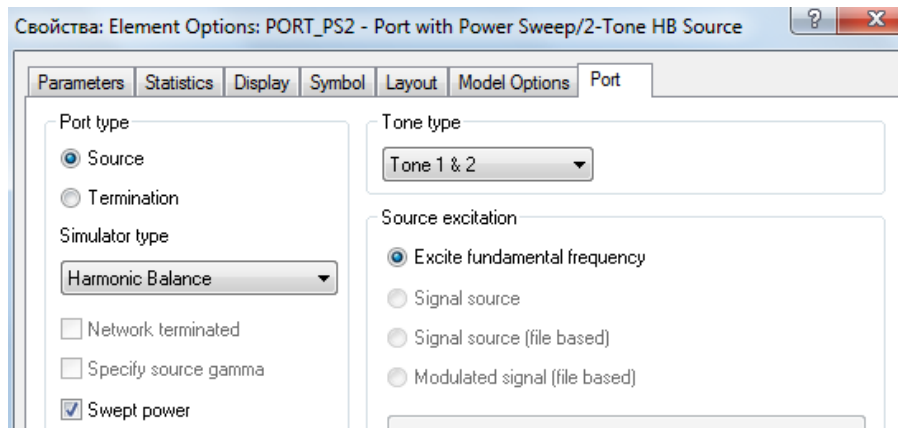 Свойства: Element Options: PORT_PS2 - Port with Power Sweep/2-Tone HB Source
Parameters Statistics Display Symbol Layout Model Options Port
Port type
Source
Termination
Simulator type
Harmonic Balance
Network terminated
Specify source gamma
Swept power
Tone type
Tone 1 & 2
Source excitation
Excite fundamental frequency
Signal source
Signal source (file based)
Modulated signal (file based)